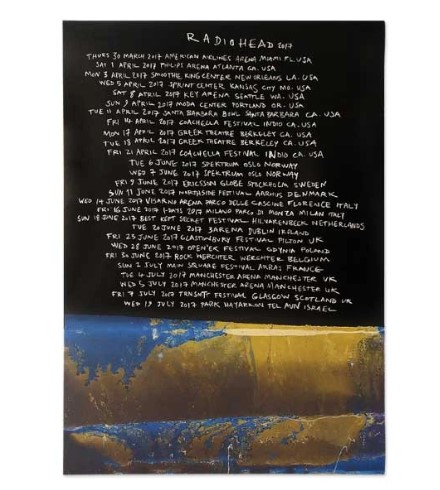 RADIOHEAD 2017
THURS 30 MARCH 2017 AMERICAN AIRLINES ARENA MIAMI FL USA
SAT 1 APRIL 2017 PHILIPS ARENA ATLANTA GA. USA
MON 3 APRIL 2017 SMOOTHIE KING CENTER NEW ORLEANS LA. USA
WED 5 APRIL 2017 SPRINT CENTER KANSAS CITY MO. USA
SAT 8 APRIL 2017 KEY ARENA SEATTLE WA. USA
SUN 9 APRIL 2017 MODA CENTER PORTLAND OR. USA
TUE 11 APRIL 2017 SANTA BARBARA BOWL SANTA BARBARA CA. USA
FRI 14 APRIL 2017 COACHELLA FESTIVAL INDIO CA. USA
MON 17 APRIL 2017 GREEK THEATRE BERKELEY CA. USA
TUE 18 APRIL 2017 GREEK THEATRE BERKELEY CA. USA
FRI 21 APRIL 2017 COACHELLA FESTIVAL INDIO CA. USA
TUE 6 JUNE 2017 SPEKTRUM OSLO NORWAY
WED 7 JUNE 2017 SPEKTRUM OSLO NORWAY
FRI 9 JUNE 2017 ERICSSON GLOBE STOCKHOLM SWEDEN
SUN 11 JUNE 2017 NORTHSIDE FESTIVAL AARHUS DENMARK
WED 14 JUNE 2017 VISARNO ARENA PARCO DELLE CASCINE FLORENCE ITALY
FRI 16 JUNE 2017 I-DAYS 2017 MILANO PARCO DI MONZA MILAN ITALY
SUN 18 JUNE 2017 BEST KEPT SECRET FESTIVAL HILVARENBEEK NETHERLANDS
TUE 20 JUNE 2017 3ARENA DUBLIN IRELAND
FRI 23 JUNE 2017 GLASTONBURY FESTIVAL PILTON UK
WED 28 JUNE 2017 OPEN'ER FESTIVAL GDYNIA POLAND
FRI 30 JUNE 2017 ROCK WERCHTER WERCHTER BELGIUM
SUN 2 JULY MAIN SQUARE FESTIVAL ARRAS FRANCE
TUE 4 JULY 2017 MANCHESTER ARENA MANCHESTER UK
WED 5 JULY 2017 MANCHESTER ARENA MANCHESTER UK
FRI 7 JULY 2017 TRNSMT FESTIVAL GLASGOW SCOTLAND UK
WED 19 JULY 2017 PARK HAYARKON TEL AVIV ISRAEL